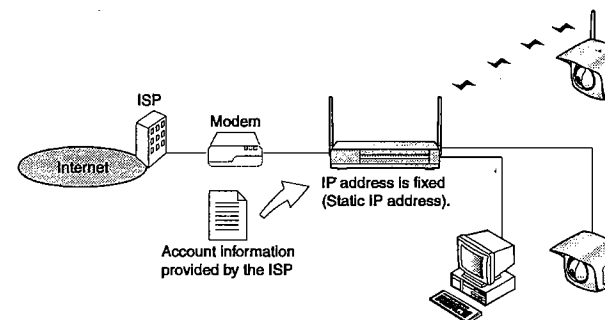 ISP
Modem
Internet
IP address is fixed
(Static IP address).
Account information
provided by the ISP